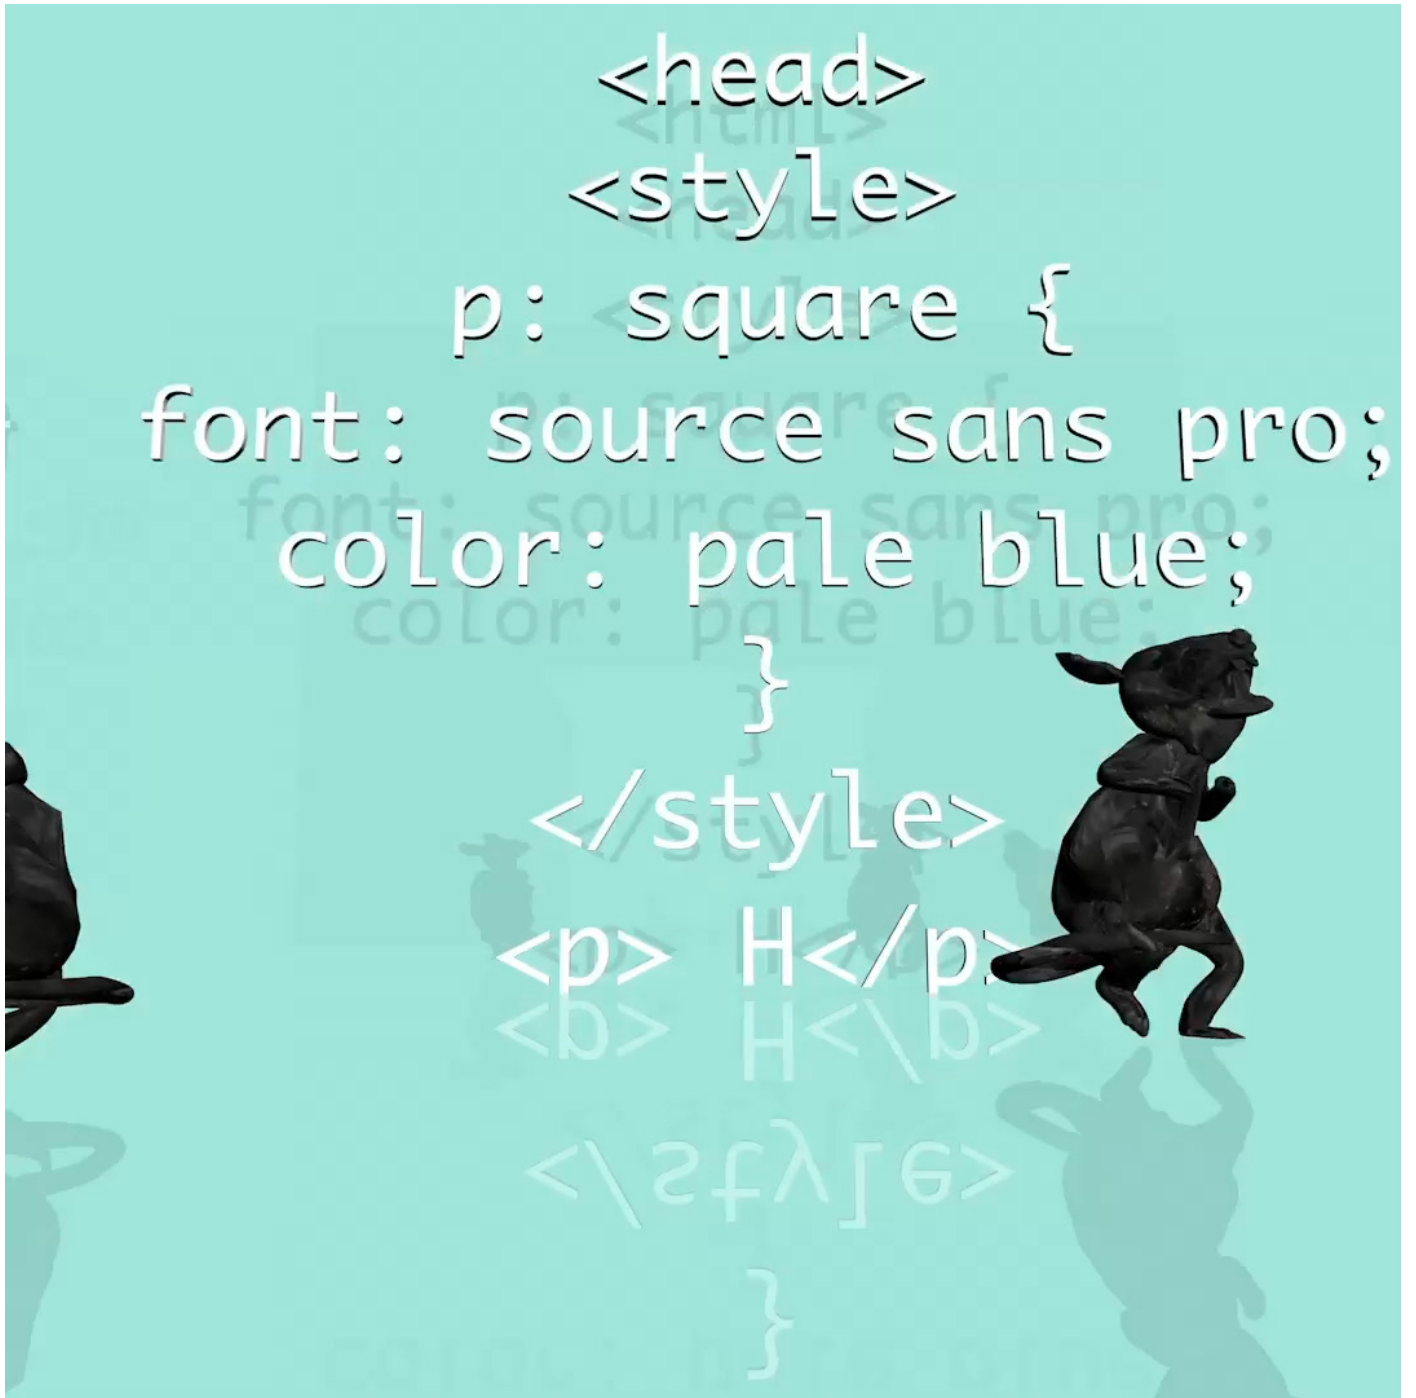 <head>
<style>
p: square {
font: source sans pro;
color: pale blue;
}
</style>
<p> H</p>